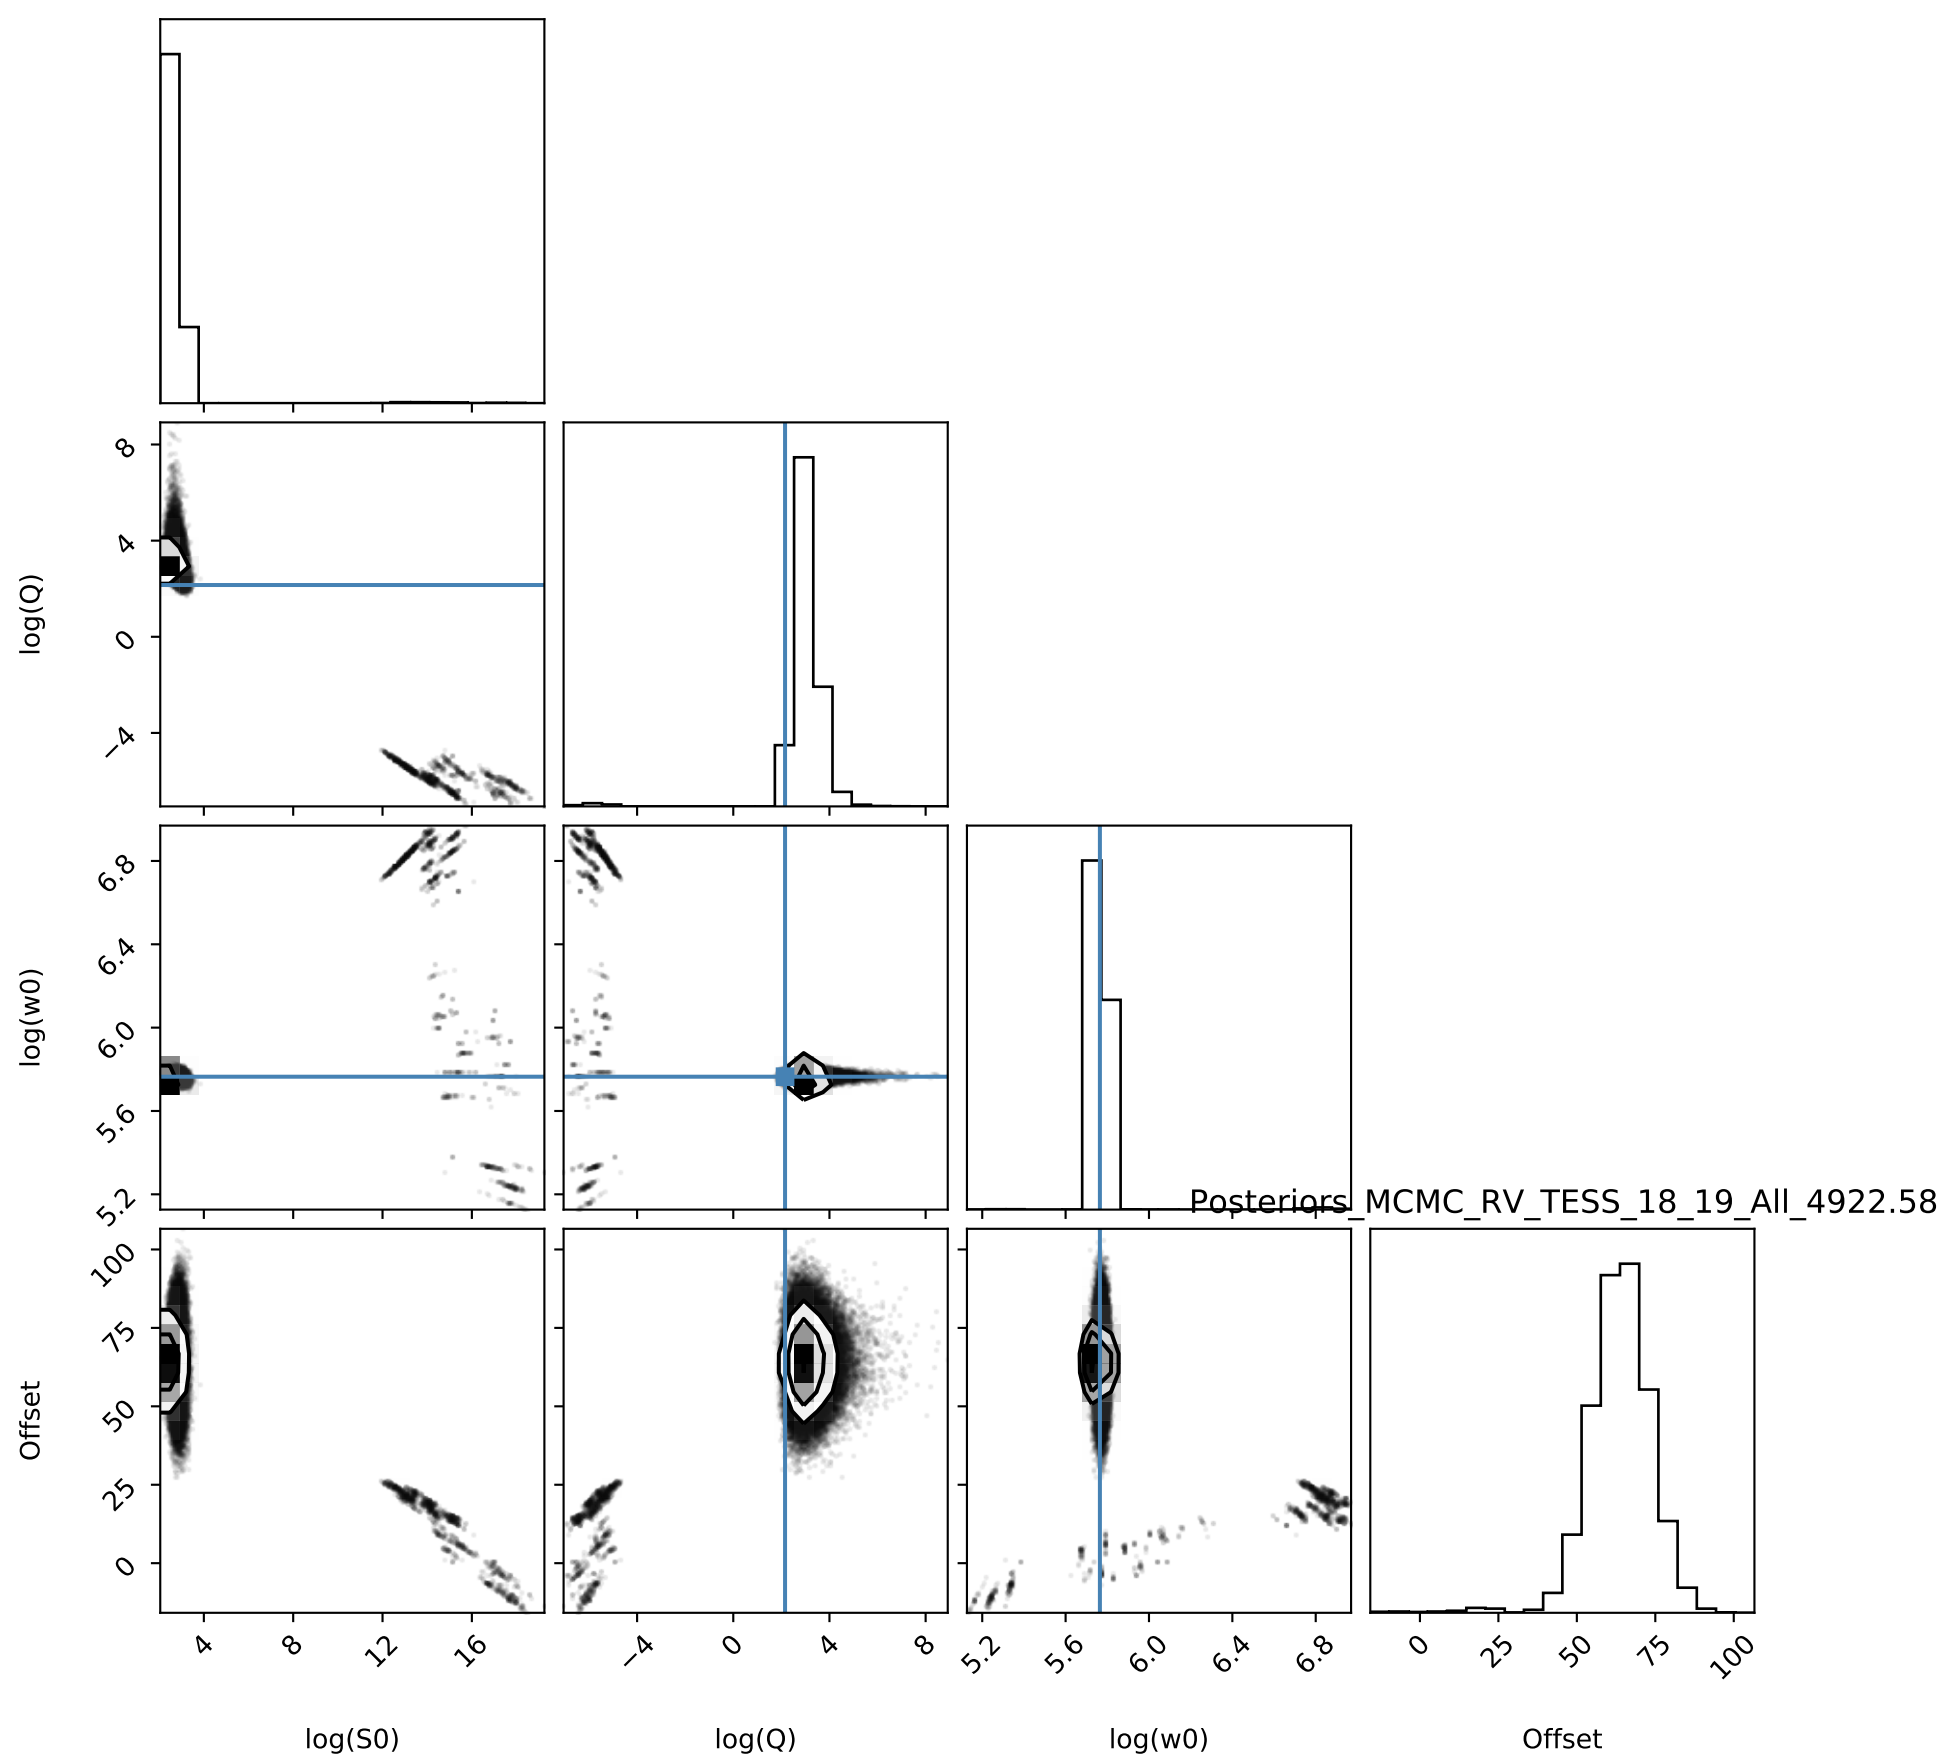 8
4
0
−4
log(Q)
6.8
6.4
6.0
5.6
5.2
log(w0)
Posteriors_MCMC_RV_TESS_18_19_All_4922.58
100
75
50
25
0
Offset
4 8 12 16
−4 0 4 8
5.2 5.6 6.0 6.4 6.8
0 25 50 75 100
log(S0) log(Q) log(w0) Offset